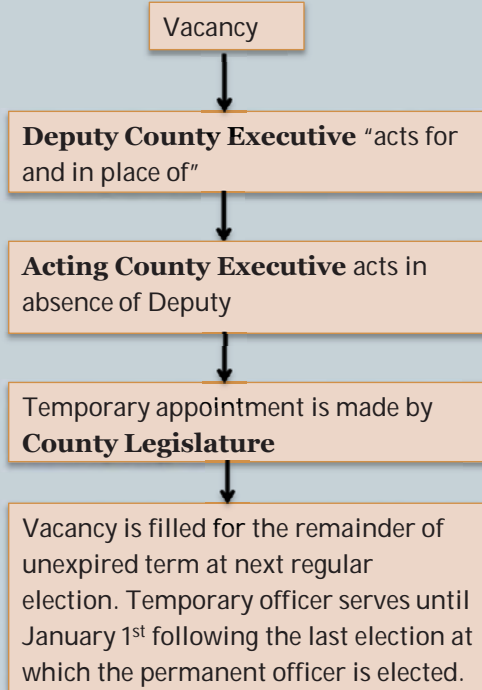 Vacancy
Deputy County Executive "acts for
and in place of"
Acting County Executive acts in
absence of Deputy
Temporary appointment is made by
County Legislature
Vacancy is filled for the remainder of
unexpired term at next regular
election. Temporary officer serves until
January 1st following the last election at
which the permanent officer is elected.